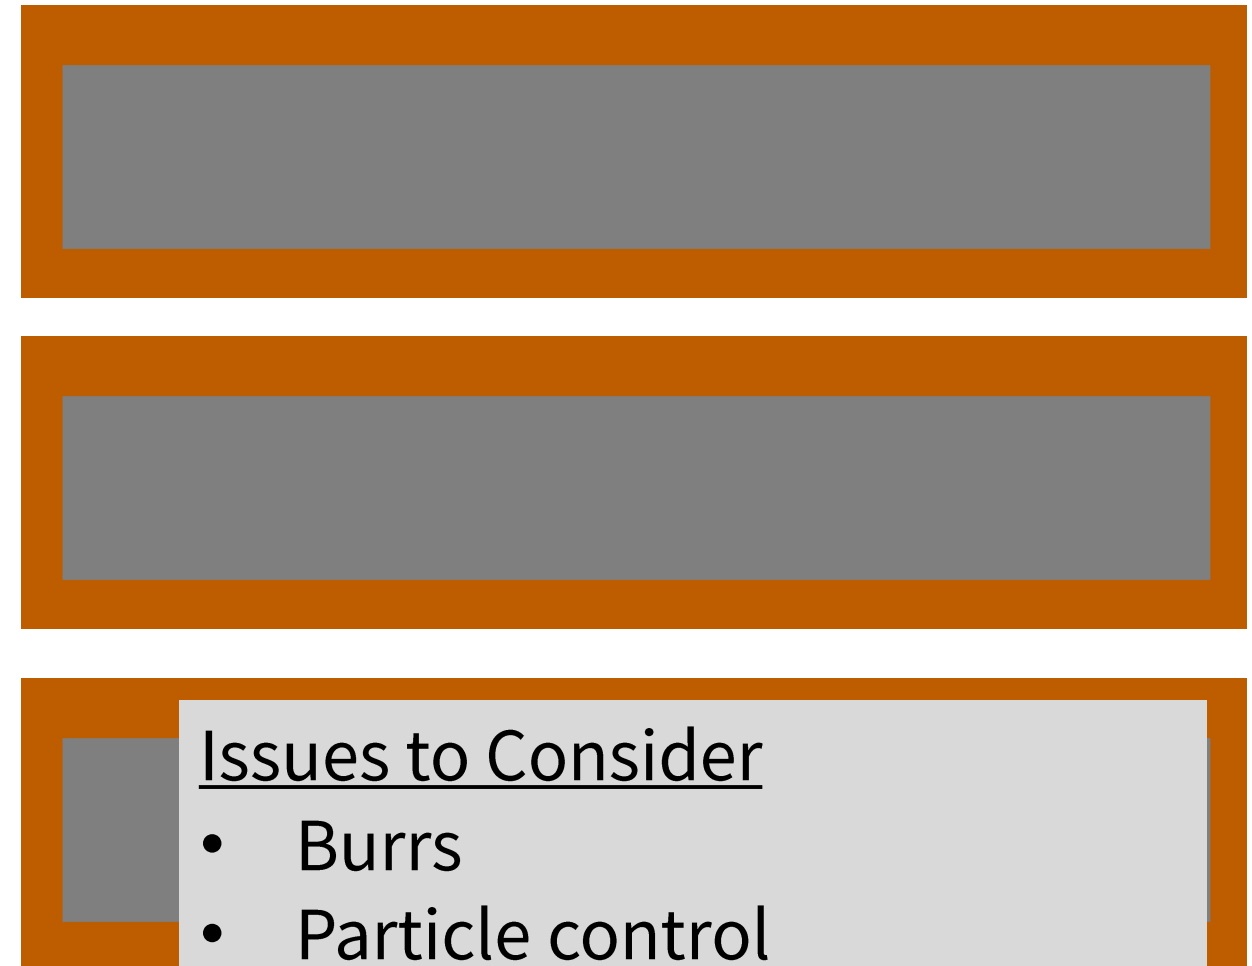 Issues to Consider
• Burrs
• Particle control